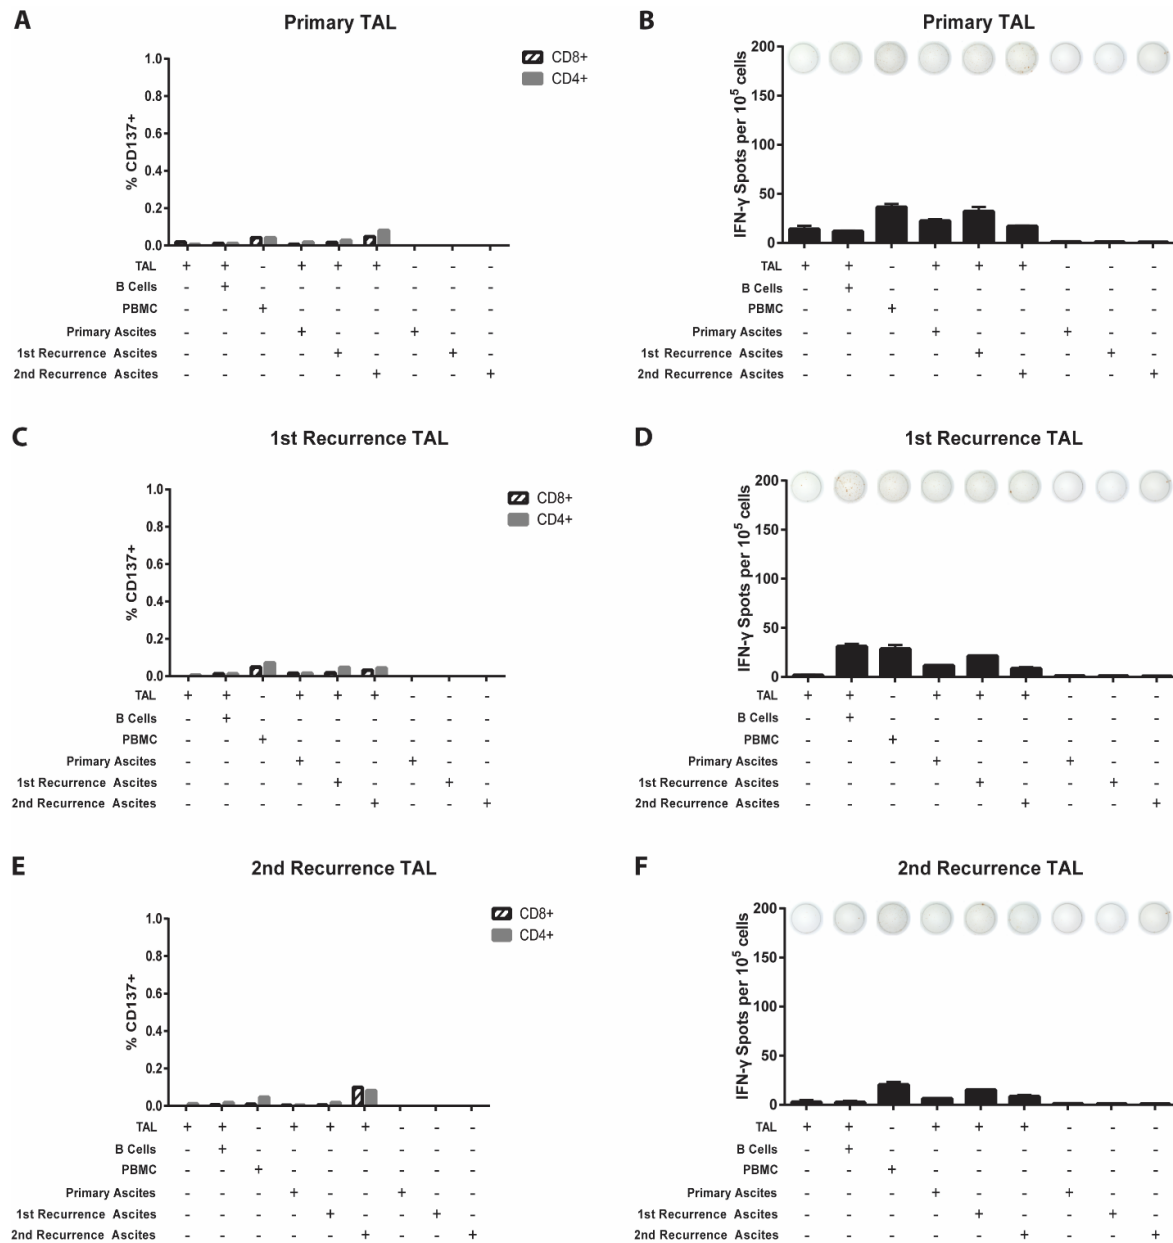 A
Primary TAL
CD8+
CD4+
% CD137+
1.0
0.8
0.6
0.4
0.2
0.0
TAL + + - + + + - - -
B Cells - + - - - - - - -
PBMC - - + - - - - - -
Primary Ascites - - - + - - + - -
1st Recurrence Ascites - - - - + - - + -
2nd Recurrence Ascites - - - - - + - - +
B
Primary TAL
IFN-γ Spots per 10⁵ cells
200
150
100
50
0
TAL + + - + + + - - -
B Cells - + - - - - - - -
PBMC - - + - - - - - -
Primary Ascites - - - + - - + - -
1st Recurrence Ascites - - - - + - - + -
2nd Recurrence Ascites - - - - - + - - +
C
1st Recurrence TAL
CD8+
CD4+
% CD137+
1.0
0.8
0.6
0.4
0.2
0.0
TAL + + - + + + - - -
B Cells - + - - - - - - -
PBMC - - + - - - - - -
Primary Ascites - - - + - - + - -
1st Recurrence Ascites - - - - + - - + -
2nd Recurrence Ascites - - - - - + - - +
D
1st Recurrence TAL
IFN-γ Spots per 10⁵ cells
200
150
100
50
0
TAL + + - + + + - - -
B Cells - + - - - - - - -
PBMC - - + - - - - - -
Primary Ascites - - - + - - + - -
1st Recurrence Ascites - - - - + - - + -
2nd Recurrence Ascites - - - - - + - - +
E
2nd Recurrence TAL
CD8+
CD4+
% CD137+
1.0
0.8
0.6
0.4
0.2
0.0
TAL + + - + + + - - -
B Cells - + - - - - - - -
PBMC - - + - - - - - -
Primary Ascites - - - + - - + - -
1st Recurrence Ascites - - - - + - - + -
2nd Recurrence Ascites - - - - - + - - +
F
2nd Recurrence TAL
IFN-γ Spots per 10⁵ cells
200
150
100
50
0
TAL + + - + + + - - -
B Cells - + - - - - - - -
PBMC - - + - - - - - -
Primary Ascites - - - + - - + - -
1st Recurrence Ascites - - - - + - - + -
2nd Recurrence Ascites - - - - - + - - +